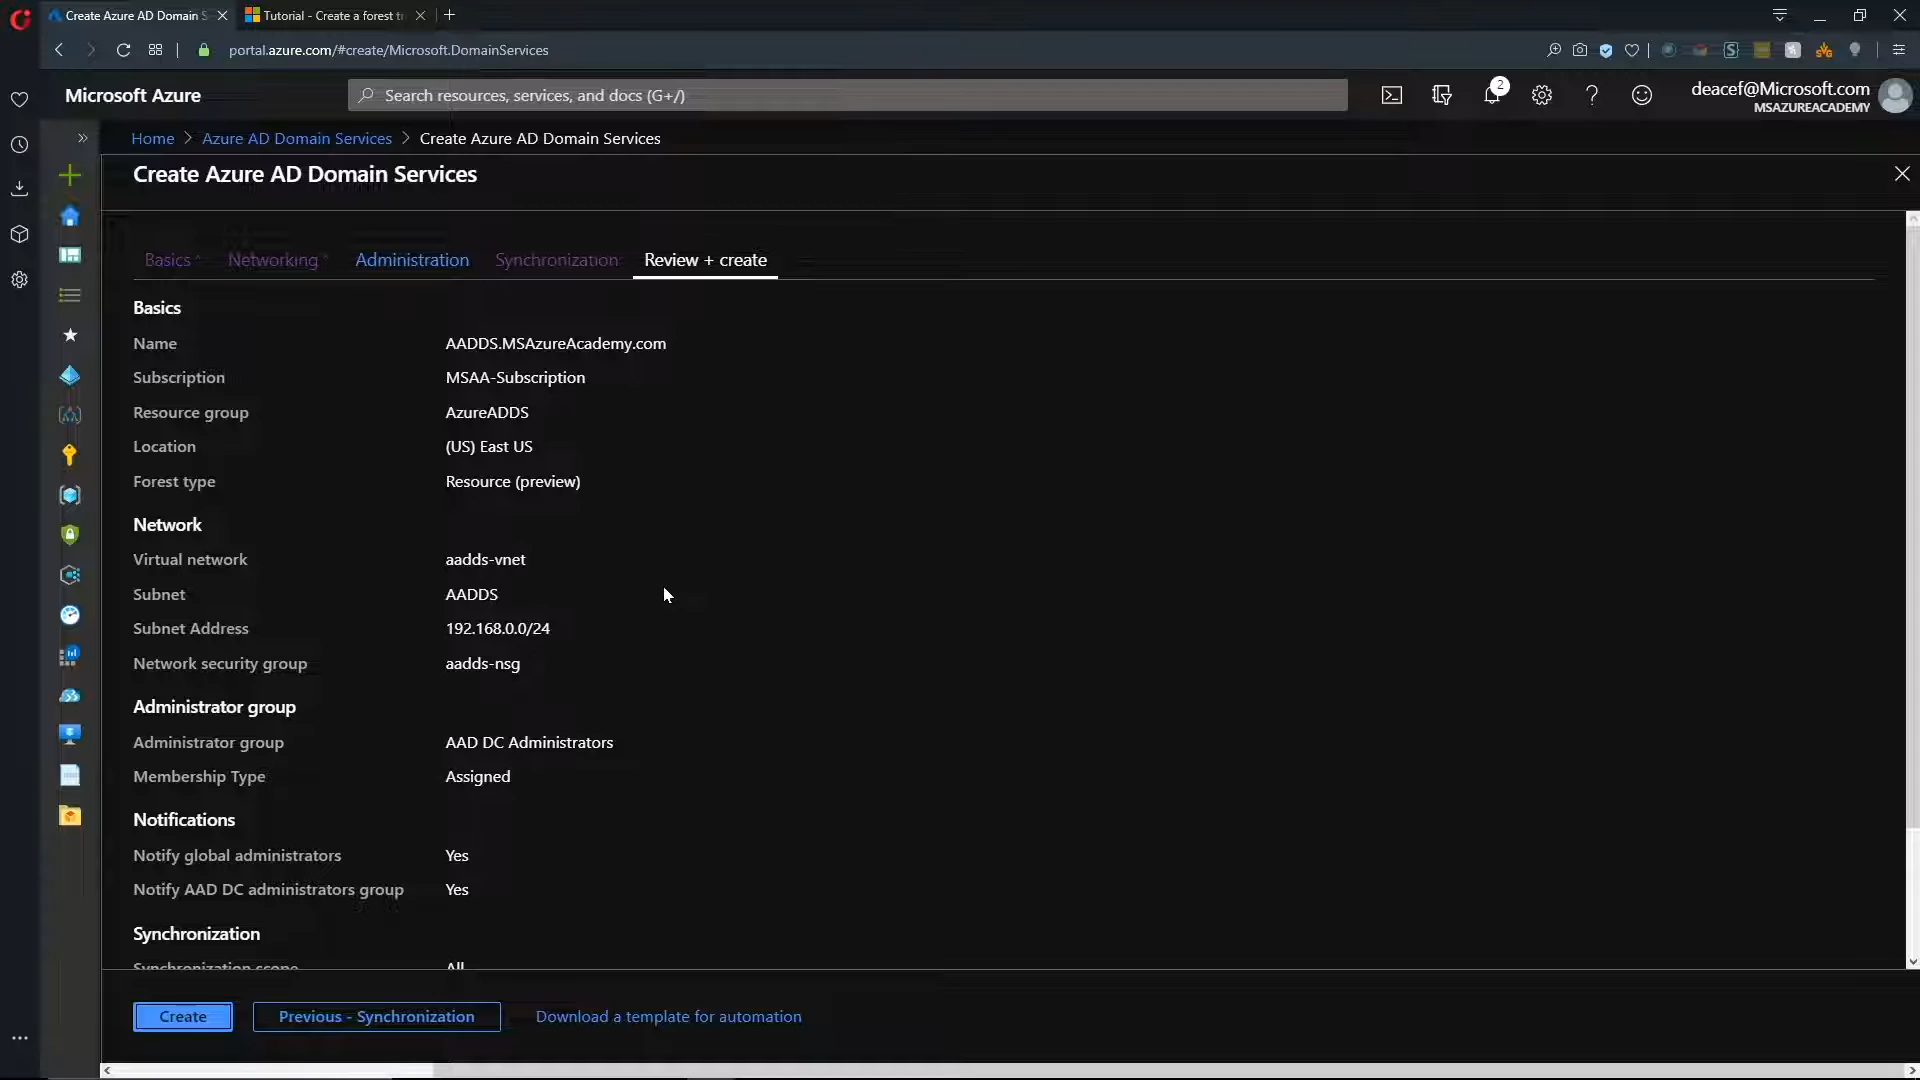 Create Azure AD Domain S
Tutorial - Create a forest t
portal.azure.com/#create/Microsoft.DomainServices
Microsoft Azure
Search resources, services, and docs (G+/)
2
deacef@Microsoft.com
MSAZUREACADEMY
Home > Azure AD Domain Services > Create Azure AD Domain Services
Create Azure AD Domain Services
Basics * Networking * Administration Synchronization Review + create
Basics
Name AADDS.MSAzureAcademy.com
Subscription MSAA-Subscription
Resource group AzureADDS
Location (US) East US
Forest type Resource (preview)
Network
Virtual network aadds-vnet
Subnet AADDS
Subnet Address 192.168.0.0/24
Network security group aadds-nsg
Administrator group
Administrator group AAD DC Administrators
Membership Type Assigned
Notifications
Notify global administrators Yes
Notify AAD DC administrators group Yes
Synchronization
Synchronization scope All
Create Previous - Synchronization Download a template for automation